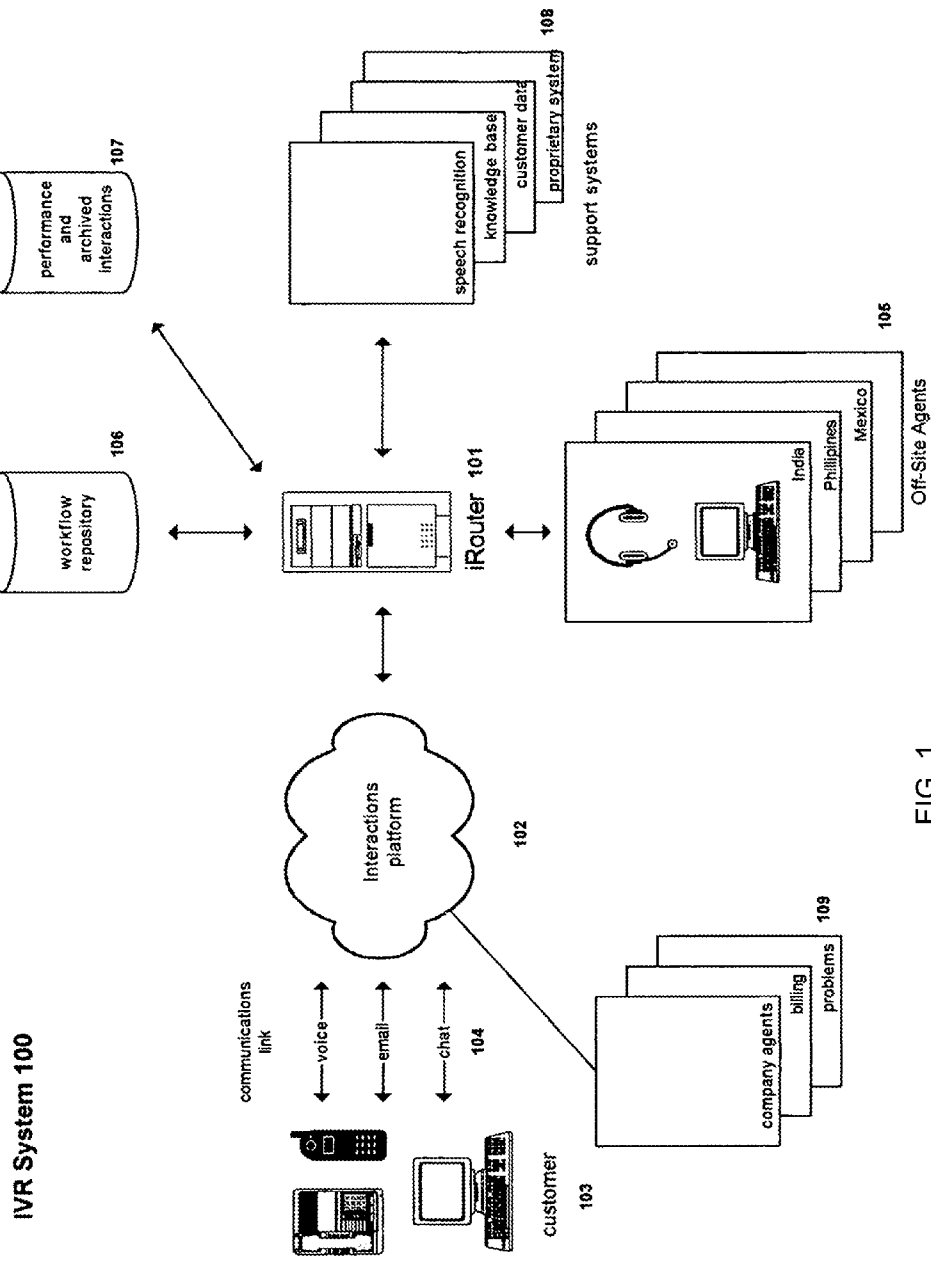 IVR System 100
communications
link
voice
email
chat
104
customer
103
Interactions
platform
102
company agents
billing
problems
109
workflow
repository
106
performance
and
archived
interactions
107
iRouter 101
speech recognition
knowledge base
customer data
proprietary system
108
support systems
India
Phillipines
Mexico
105
Off-Site Agents
FIG. 1